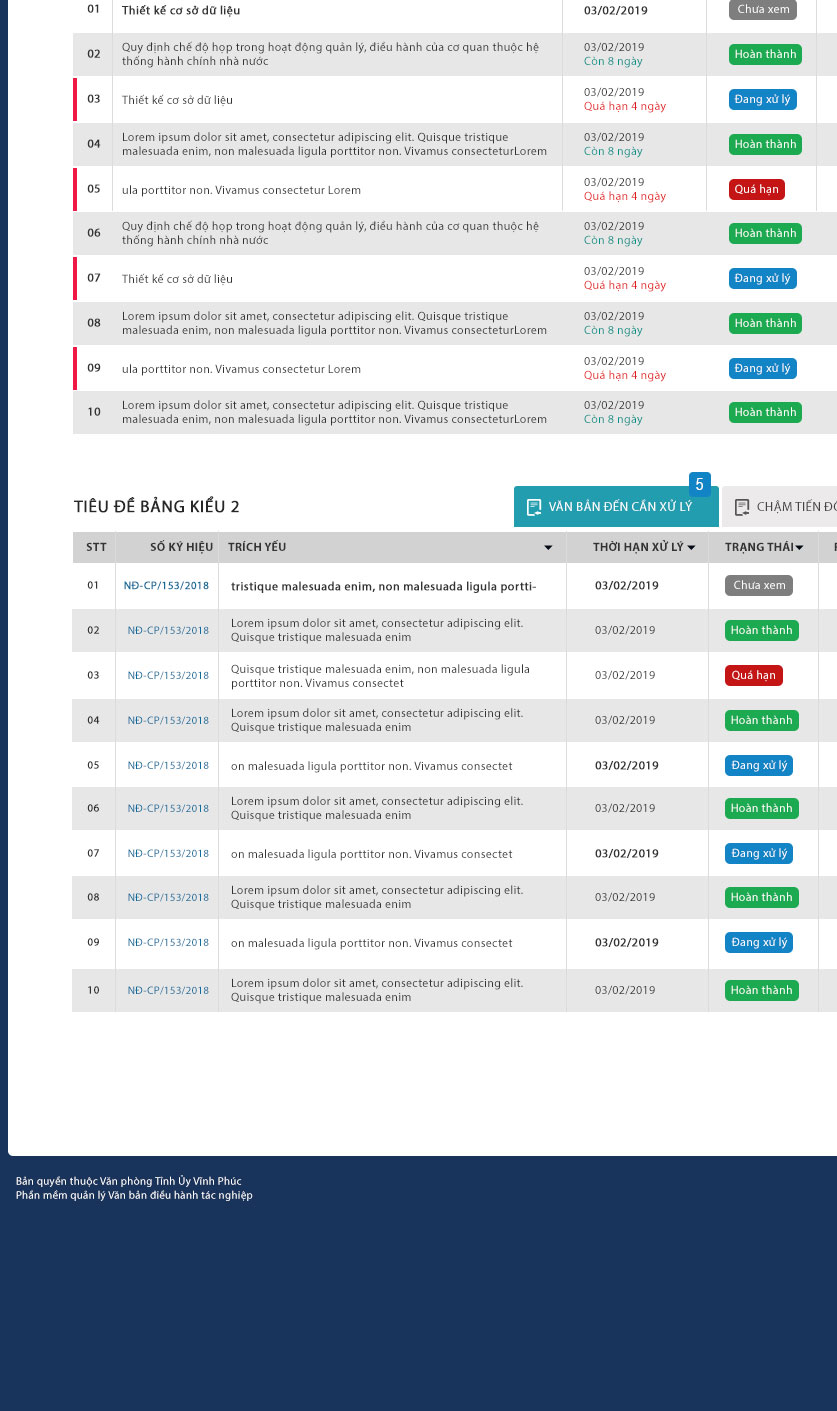 01 Thiết kế cơ sở dữ liệu 03/02/2019 Chưa xem
02 Quy định chế độ họp trong hoạt động quản lý, điều hành của cơ quan thuộc hệ 03/02/2019 Hoàn thành
thống hành chính nhà nước Còn 8 ngày
03 Thiết kế cơ sở dữ liệu 03/02/2019 Đang xử lý
Quá hạn 4 ngày
04 Lorem ipsum dolor sit amet, consectetur adipiscing elit. Quisque tristique 03/02/2019 Hoàn thành
malesuada enim, non malesuada ligula porttitor non. Vivamus consecteturLorem Còn 8 ngày
05 ula porttitor non. Vivamus consectetur Lorem 03/02/2019 Quá hạn
Quá hạn 4 ngày
06 Quy định chế độ họp trong hoạt động quản lý, điều hành của cơ quan thuộc hệ 03/02/2019 Hoàn thành
thống hành chính nhà nước Còn 8 ngày
07 Thiết kế cơ sở dữ liệu 03/02/2019 Đang xử lý
Quá hạn 4 ngày
08 Lorem ipsum dolor sit amet, consectetur adipiscing elit. Quisque tristique 03/02/2019 Hoàn thành
malesuada enim, non malesuada ligula porttitor non. Vivamus consecteturLorem Còn 8 ngày
09 ula porttitor non. Vivamus consectetur Lorem 03/02/2019 Đang xử lý
Quá hạn 4 ngày
10 Lorem ipsum dolor sit amet, consectetur adipiscing elit. Quisque tristique 03/02/2019 Hoàn thành
malesuada enim, non malesuada ligula porttitor non. Vivamus consecteturLorem Còn 8 ngày
5
TIÊU ĐỀ BẢNG KIỂU 2 VĂN BẢN ĐẾN CẦN XỬ LÝ CHẬM TIẾN
STT SỐ KÝ HIỆU TRÍCH YẾU THỜI HẠN XỬ LÝ TRẠNG THÁI
01 NĐ-CP/153/2018 tristique malesuada enim, non malesuada ligula portti- 03/02/2019 Chưa xem
02 NĐ-CP/153/2018 Lorem ipsum dolor sit amet, consectetur adipiscing elit. 03/02/2019 Hoàn thành
Quisque tristique malesuada enim
03 NĐ-CP/153/2018 Quisque tristique malesuada enim, non malesuada ligula 03/02/2019 Quá hạn
porttitor non. Vivamus consectet
04 NĐ-CP/153/2018 Lorem ipsum dolor sit amet, consectetur adipiscing elit. 03/02/2019 Hoàn thành
Quisque tristique malesuada enim
05 NĐ-CP/153/2018 on malesuada ligula porttitor non. Vivamus consectet 03/02/2019 Đang xử lý
06 NĐ-CP/153/2018 Lorem ipsum dolor sit amet, consectetur adipiscing elit. 03/02/2019 Hoàn thành
Quisque tristique malesuada enim
07 NĐ-CP/153/2018 on malesuada ligula porttitor non. Vivamus consectet 03/02/2019 Đang xử lý
08 NĐ-CP/153/2018 Lorem ipsum dolor sit amet, consectetur adipiscing elit. 03/02/2019 Hoàn thành
Quisque tristique malesuada enim
09 NĐ-CP/153/2018 on malesuada ligula porttitor non. Vivamus consectet 03/02/2019 Đang xử lý
10 NĐ-CP/153/2018 Lorem ipsum dolor sit amet, consectetur adipiscing elit. 03/02/2019 Hoàn thành
Quisque tristique malesuada enim
Bản quyền thuộc Văn phòng Tỉnh Ủy Vĩnh Phúc
Phần mềm quản lý Văn bản điều hành tác nghiệp